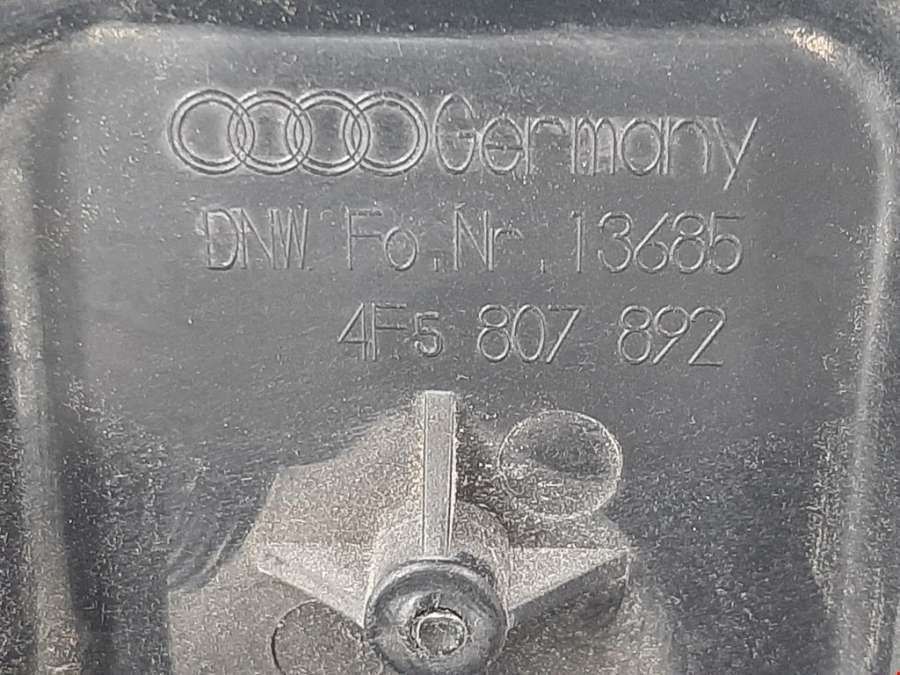 Germany
DNW. Fo.Nr.13685
4F5 807 892